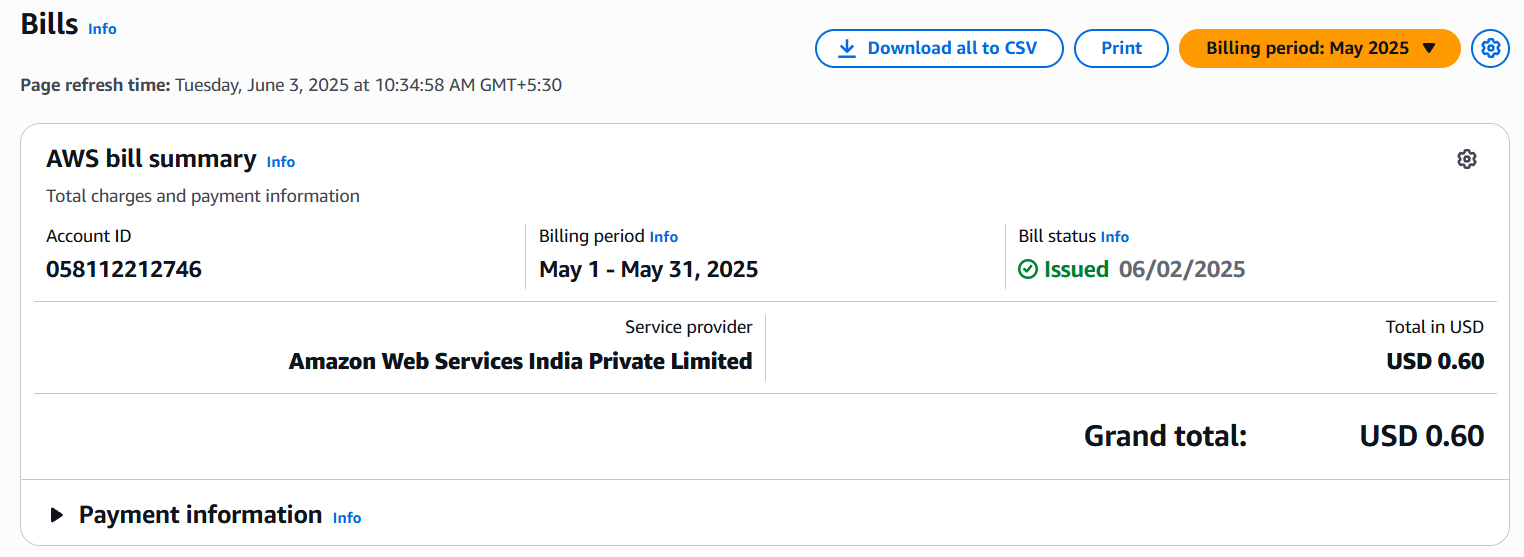 Bills Info
Download all to CSV
Print
Billing period: May 2025
Page refresh time: Tuesday, June 3, 2025 at 10:34:58 AM GMT+5:30
AWS bill summary Info
Total charges and payment information
Account ID
058112212746
Billing period Info
May 1 - May 31, 2025
Bill status Info
Issued 06/02/2025
Service provider
Amazon Web Services India Private Limited
Total in USD
USD 0.60
Grand total: USD 0.60
Payment information Info